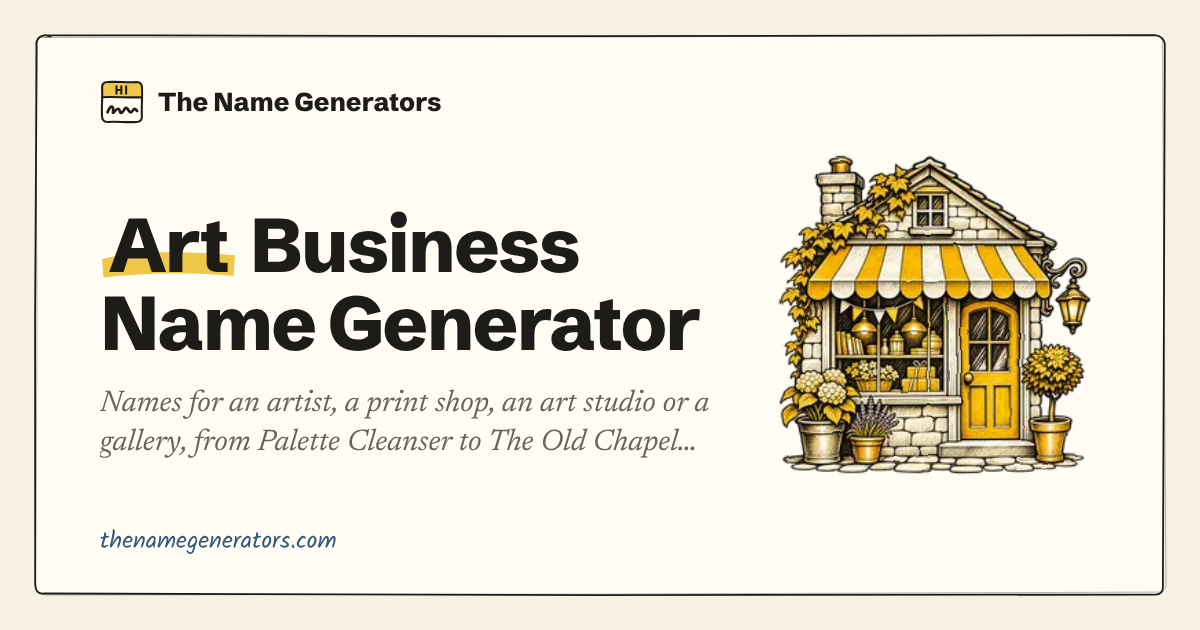 HI
The Name Generators
Art Business
Name Generator
Names for an artist, a print shop, an art studio or a
gallery, from Palette Cleanser to The Old Chapel...
thenamegenerators.com